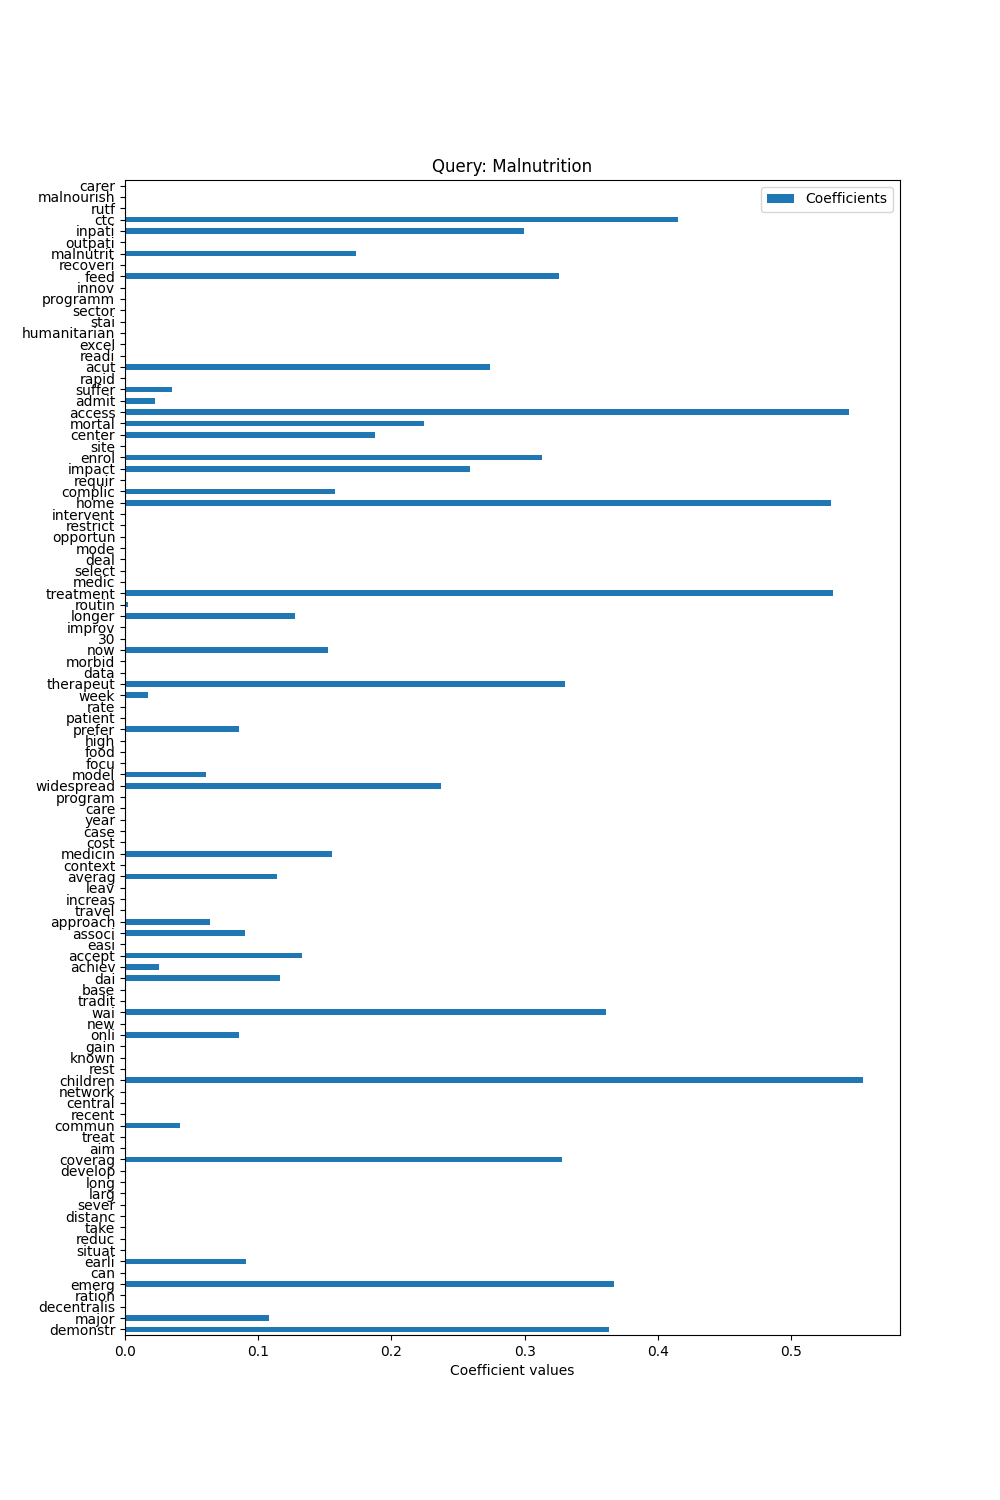 Query: Malnutrition
Coefficients
carer
malnourish
rutf
ctc
inpati
outpati
malnutrit
recoveri
feed
innov
programm
sector
stai
humanitarian
excel
readi
acut
rapid
suffer
admit
access
mortal
center
site
enrol
impact
requir
complic
home
intervent
restrict
opportun
mode
deal
select
medic
treatment
routin
longer
improv
30
now
morbid
data
therapeut
week
rate
patient
prefer
high
food
focu
model
widespread
program
care
year
case
cost
medicin
context
averag
leav
increas
travel
approach
associ
easi
accept
achiev
dai
base
tradit
wai
new
onli
gain
known
rest
children
network
central
recent
commun
treat
aim
coverag
develop
long
larg
sever
distanc
take
reduc
situat
earli
can
emerg
ration
decentralis
major
demonstr
0.0 0.1 0.2 0.3 0.4 0.5
Coefficient values